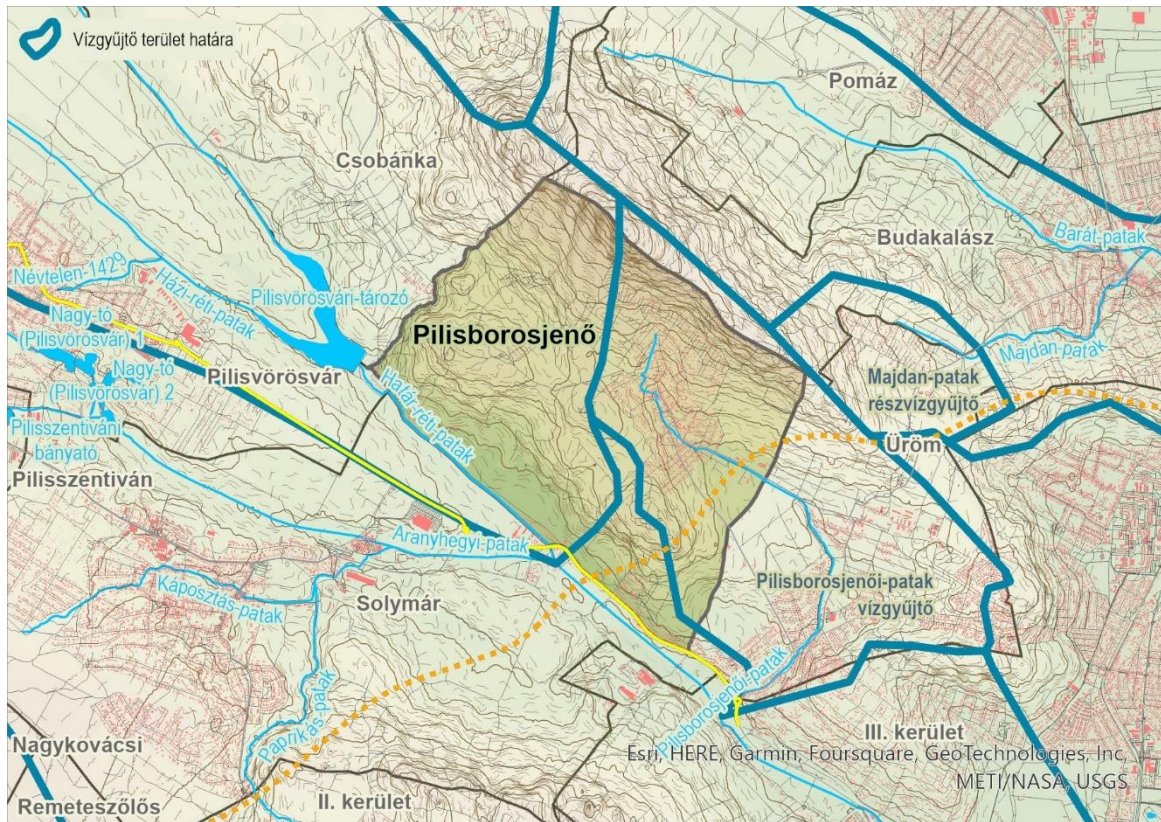 Vízgyűjtő terület határa
Pomáz
Csobánka
Budakalász
Barát-patak
Névtelen-1429
Házi-réti-patak
Pilisvörösvári-tározó
Nagy-tó
(Pilisvörösvár) 1
Pilisborosjenő
Majdan-patak
Nagy-tó
(Pilisvörösvár) 2
Pilisvörösvár
Majdan-patak
részvízgyűjtő
Határ-réti-patak
Pilisszentiváni
bányató
Üröm
Pilisszentiván
Aranyhegyi-patak
Káposztás-patak
Solymár
Pilisborosjenői-patak
vízgyűjtő
Paprikás-patak
Pilisborosjenői-patak
Nagykovácsi
III. kerület
Esri, HERE, Garmin, Foursquare, GeoTechnologies, Inc,
METI/NASA, USGS
Remeteszőlős
II. kerület